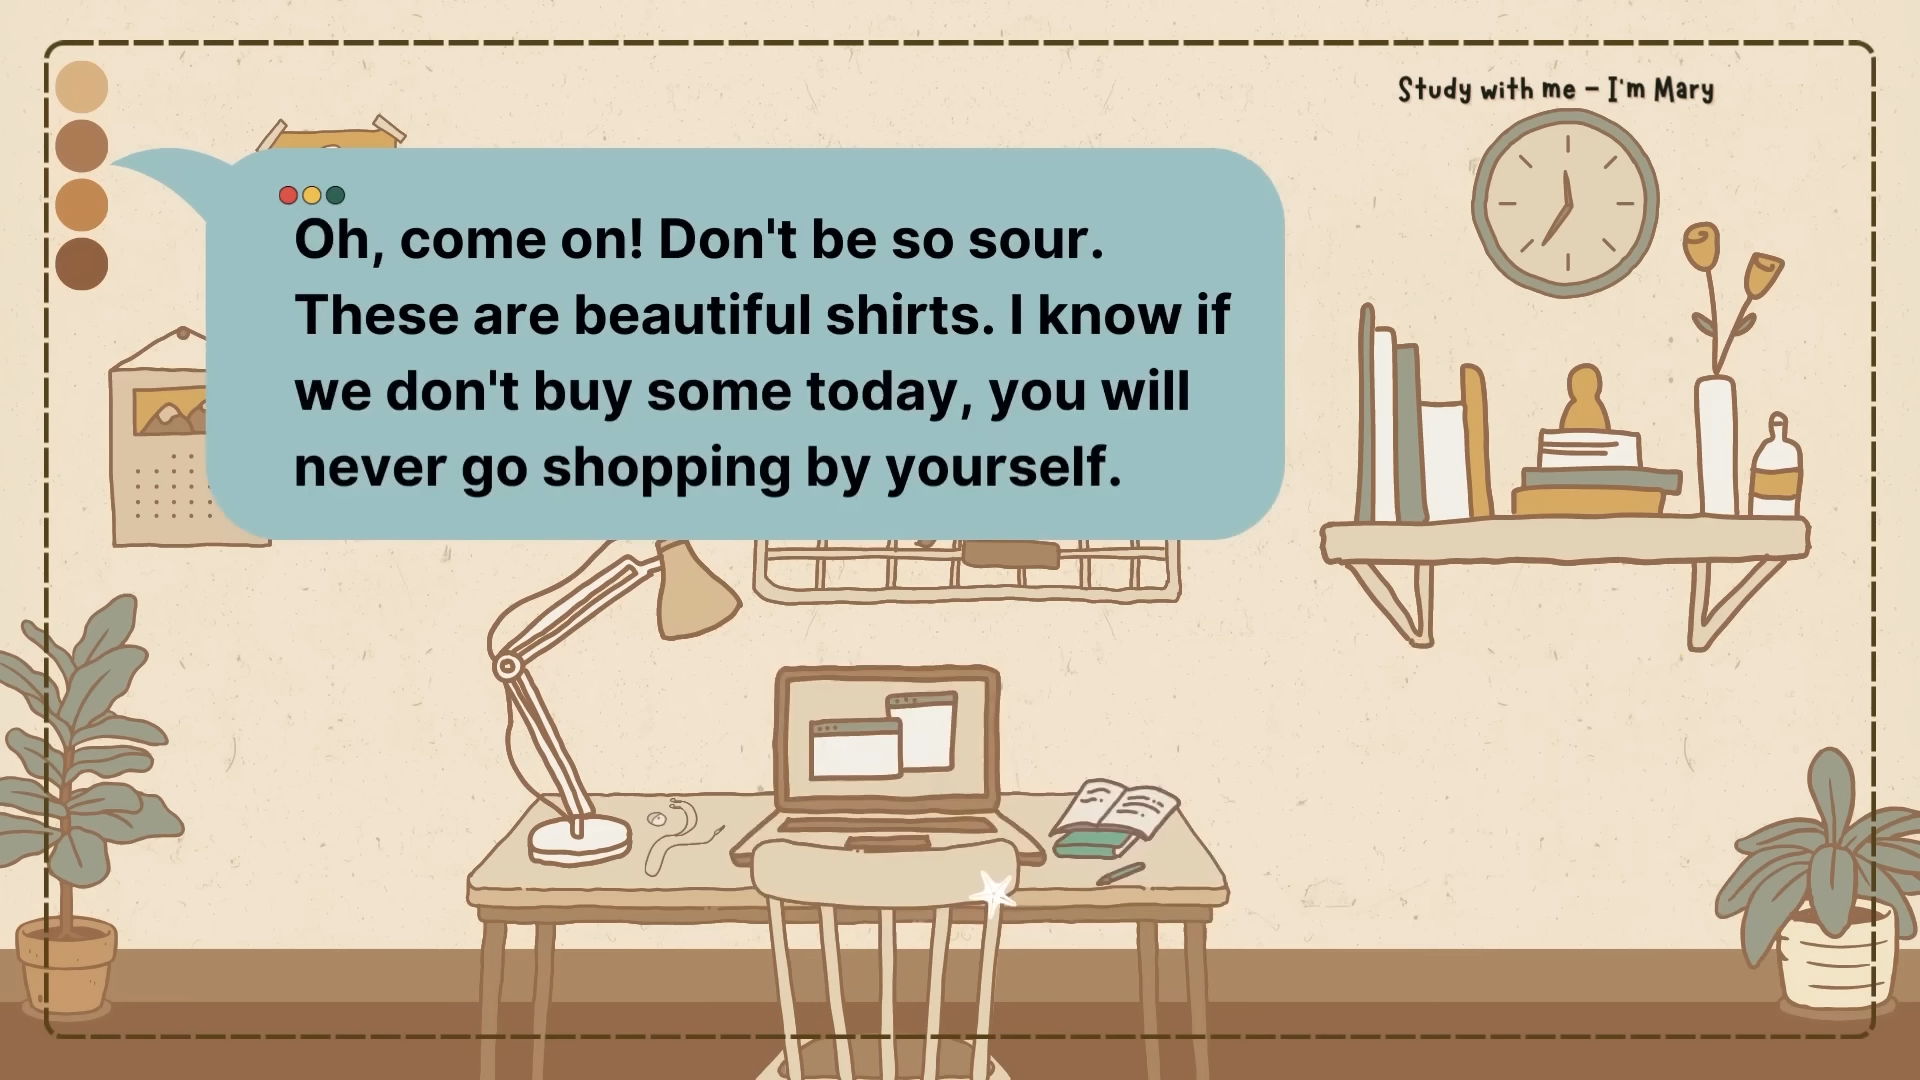 Study with me - I'm Mary
Oh, come on! Don't be so sour.
These are beautiful shirts. I know if
we don't buy some today, you will
never go shopping by yourself.